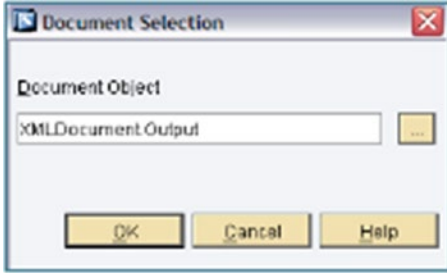 Document Selection
Document Object
XMLDocument.Output
...
OK Cancel Help